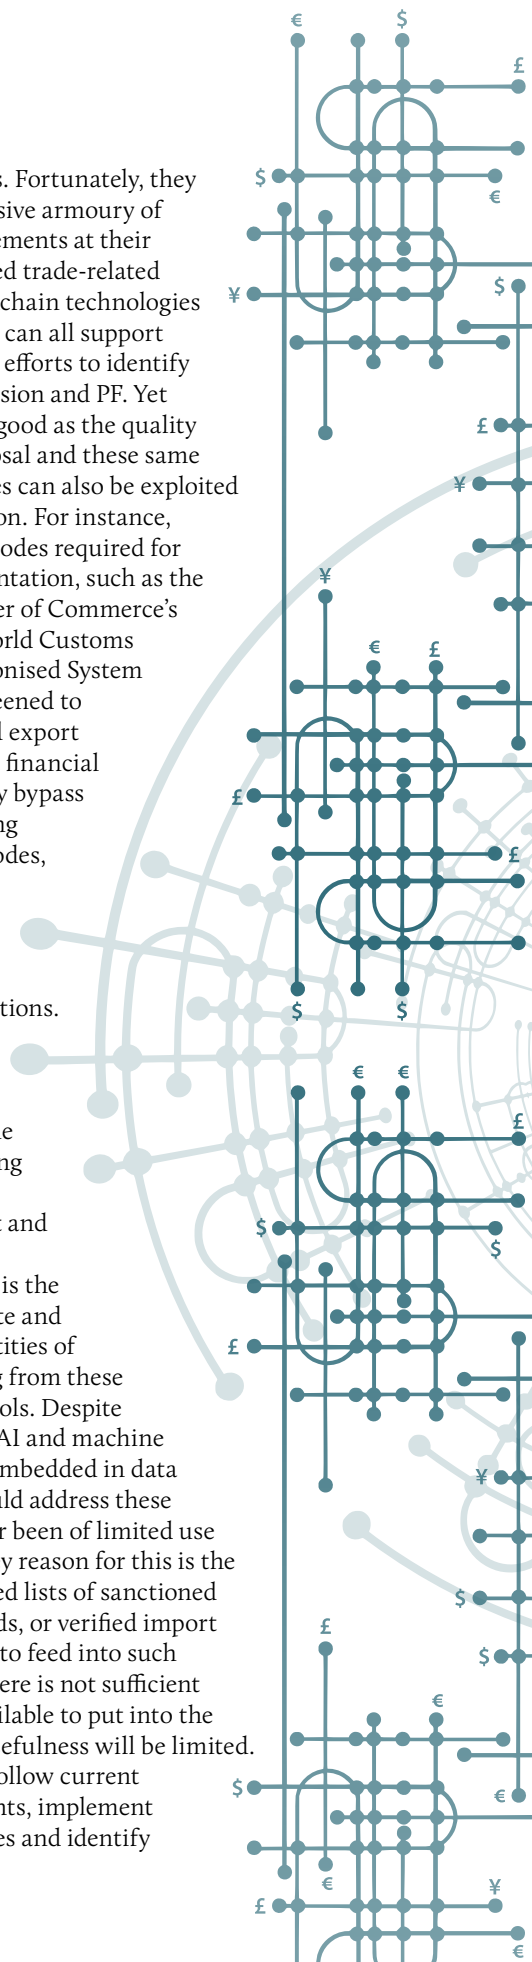 s. Fortunately, they
sive armoury of
ements at their
ed trade-related
chain technologies
can all support
efforts to identify
sion and PF. Yet
good as the quality
osal and these same
es can also be exploited
on. For instance,
odes required for
ntation, such as the
er of Commerce’s
orld Customs
onised System
eened to
l export
financial
y bypass
ng
odes,
tions.
e
ng
t and
is the
te and
tities of
g from these
ols. Despite
AI and machine
mbedded in data
uld address these
r been of limited use
y reason for this is the
ed lists of sanctioned
ds, or verified import
to feed into such
ere is not sufficient
ilable to put into the
efulness will be limited.
ollow current
nts, implement
es and identify
€
$
£
$
€
¥
$
£
¥
¥
€
£
£
£
$
$
€
€
£
$
$
£
¥
$
£
$
€
$
€
€
¥
£
€